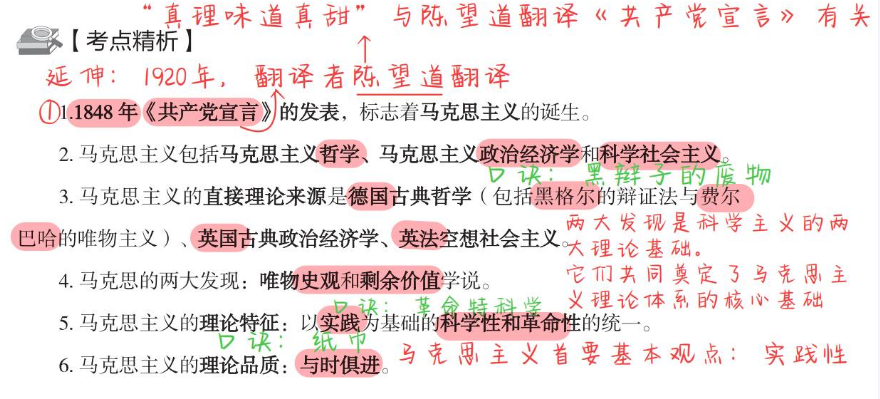 “真理味道真甜”与陈望道翻译《共产党宣言》有关
【考点精析】
延伸：1920年，翻译者陈望道翻译
①1.1848 年《共产党宣言》的发表，标志着马克思主义的诞生。
2. 马克思主义包括马克思主义哲学、马克思主义政治经济学和科学社会主义。
口诀：黑辩子的废物
3. 马克思主义的直接理论来源是德国古典哲学（包括黑格尔的辩证法与费尔
巴哈的唯物主义）、英国古典政治经济学、英法空想社会主义。
两大发现是科学主义的两
大理论基础。
它们共同奠定了马克思主
义理论体系的核心基础
4. 马克思的两大发现：唯物史观和剩余价值学说。
口诀：革命特科学
5. 马克思主义的理论特征：以实践为基础的科学性和革命性的统一。
口诀：纸巾
6. 马克思主义的理论品质：与时俱进。
马克思主义首要基本观点：实践性